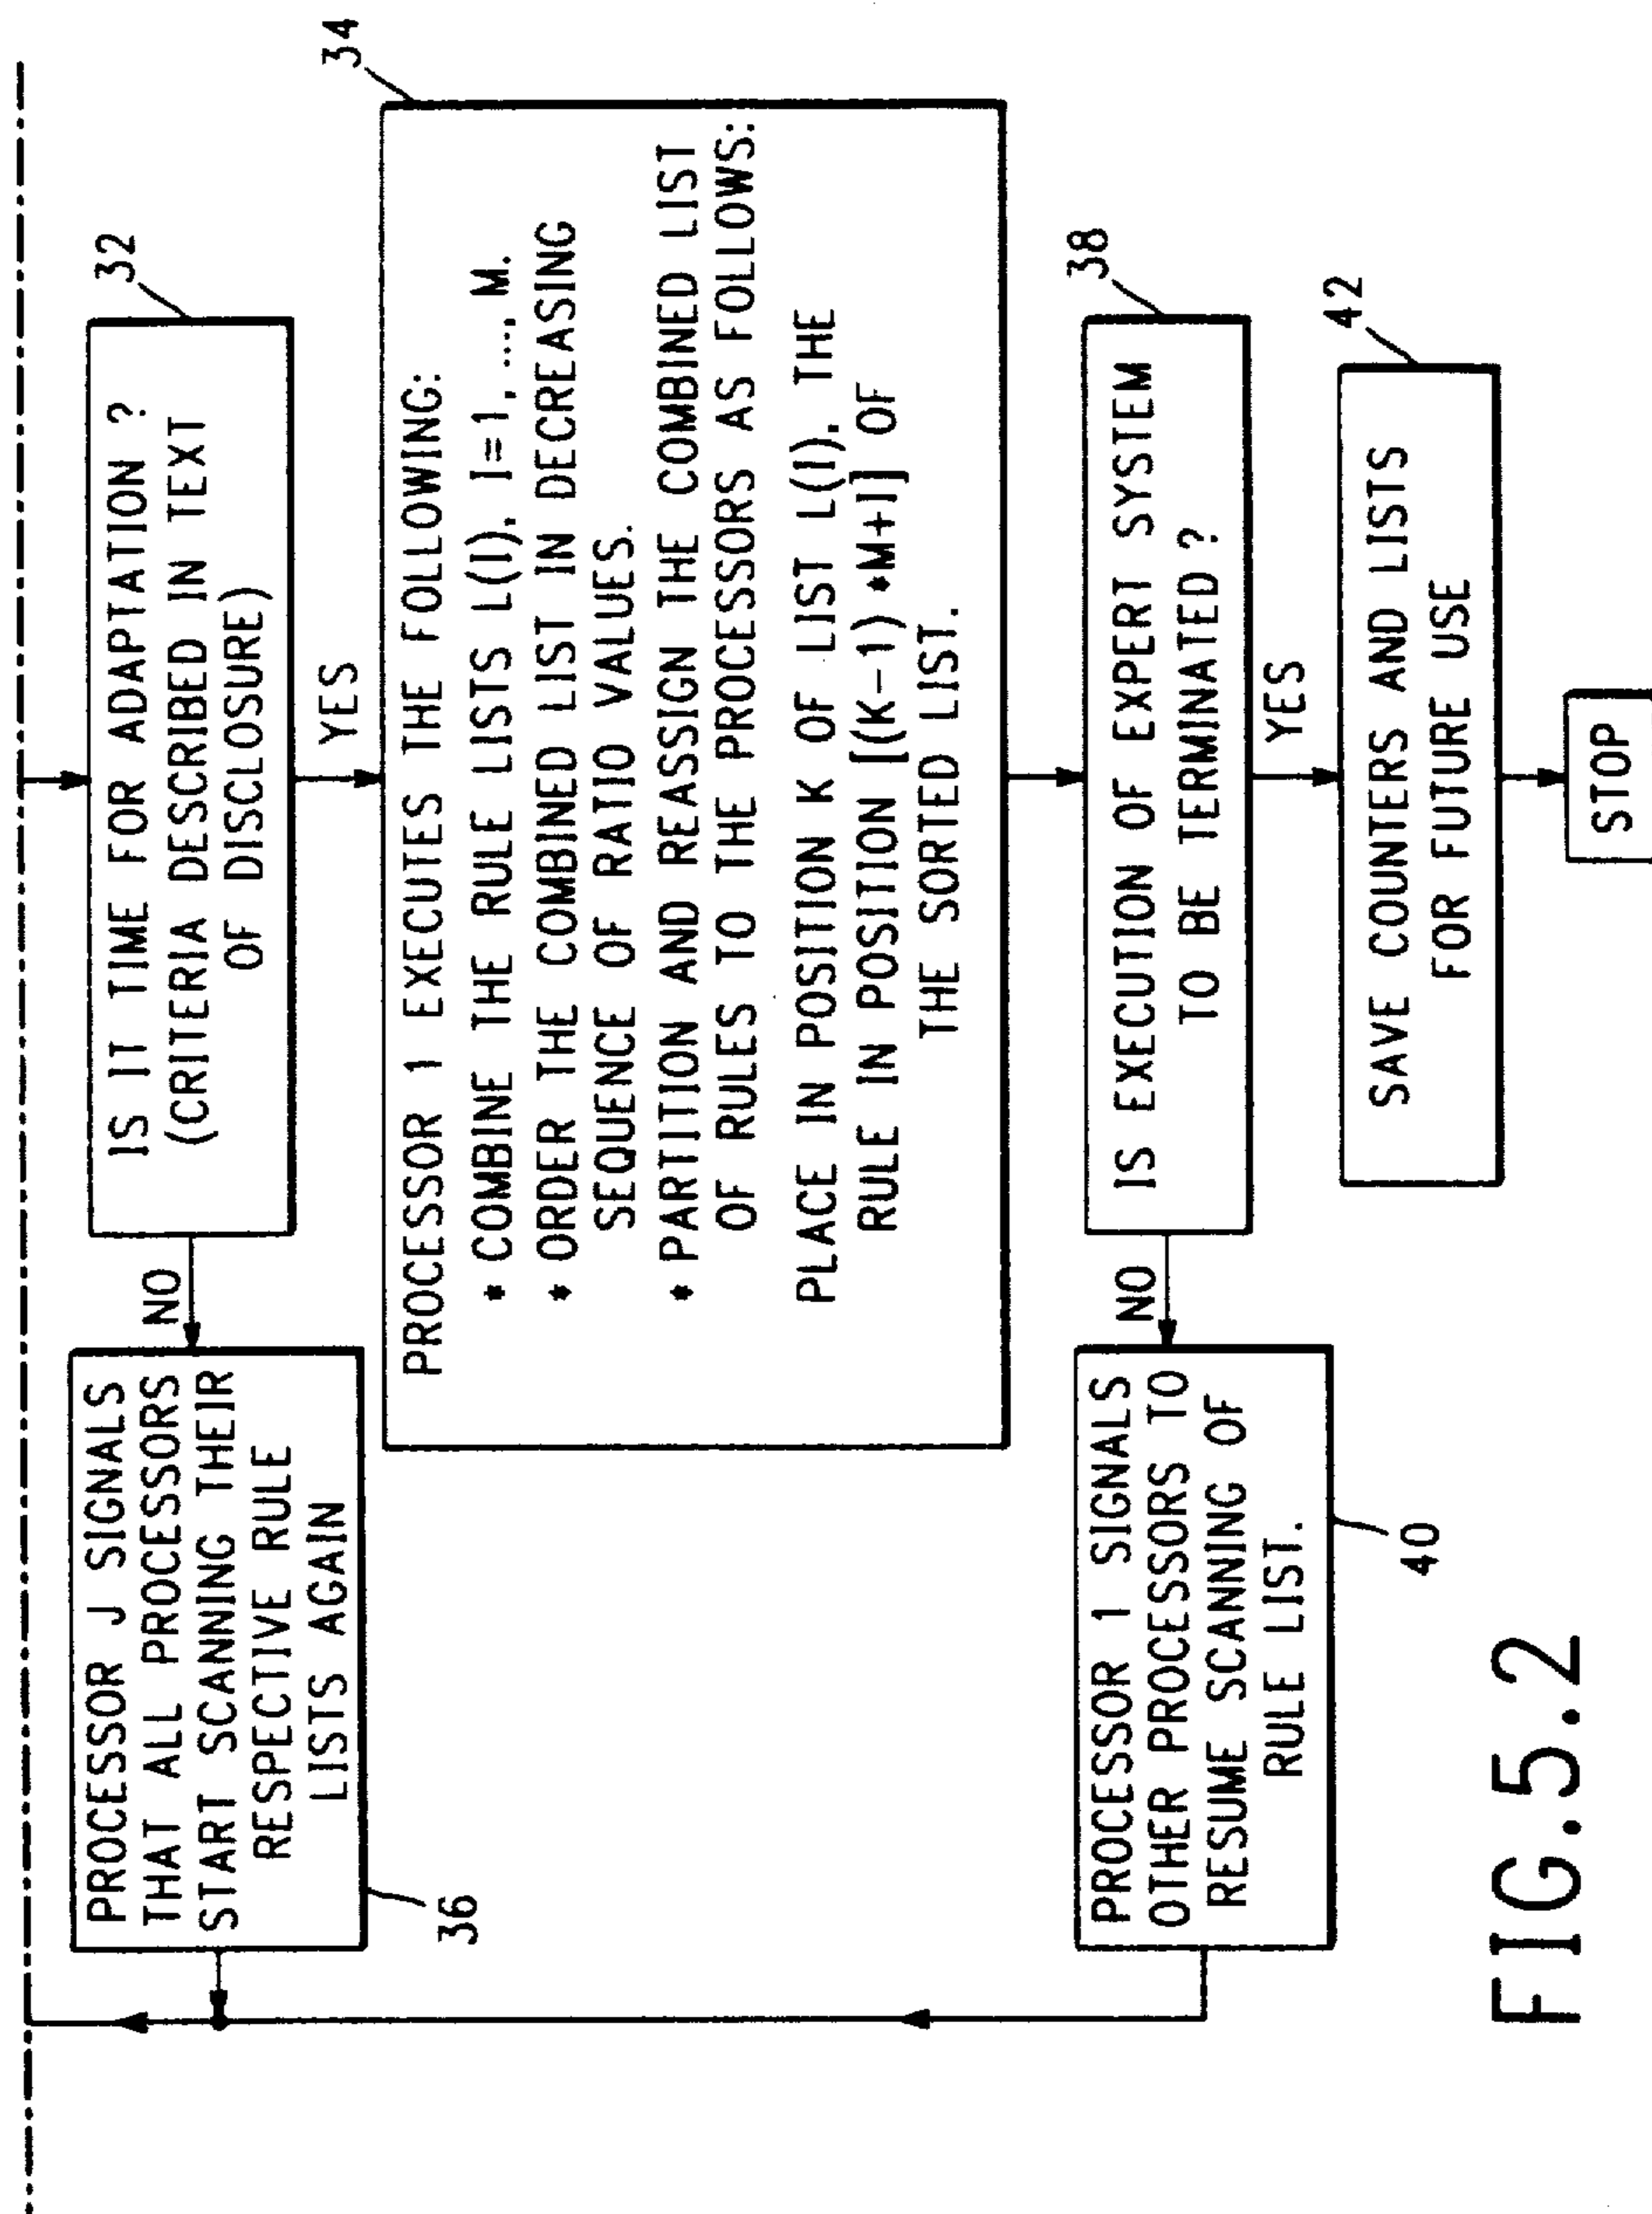 32
IS IT TIME FOR ADAPTATION ?
(CRITERIA DESCRIBED IN TEXT
OF DISCLOSURE)
NO
YES
PROCESSOR J SIGNALS
THAT ALL PROCESSORS
START SCANNING THEIR
RESPECTIVE RULE
LISTS AGAIN
36
34
PROCESSOR 1 EXECUTES THE FOLLOWING:
* COMBINE THE RULE LISTS L(I), I=1, ..., M.
* ORDER THE COMBINED LIST IN DECREASING
SEQUENCE OF RATIO VALUES.
* PARTITION AND REASSIGN THE COMBINED LIST
OF RULES TO THE PROCESSORS AS FOLLOWS:
PLACE IN POSITION K OF LIST L(I), THE
RULE IN POSITION [(K-1)*M+I] OF
THE SORTED LIST.
38
IS EXECUTION OF EXPERT SYSTEM
TO BE TERMINATED ?
NO
YES
PROCESSOR 1 SIGNALS
OTHER PROCESSORS TO
RESUME SCANNING OF
RULE LIST.
40
42
SAVE COUNTERS AND LISTS
FOR FUTURE USE
STOP
FIG.5.2